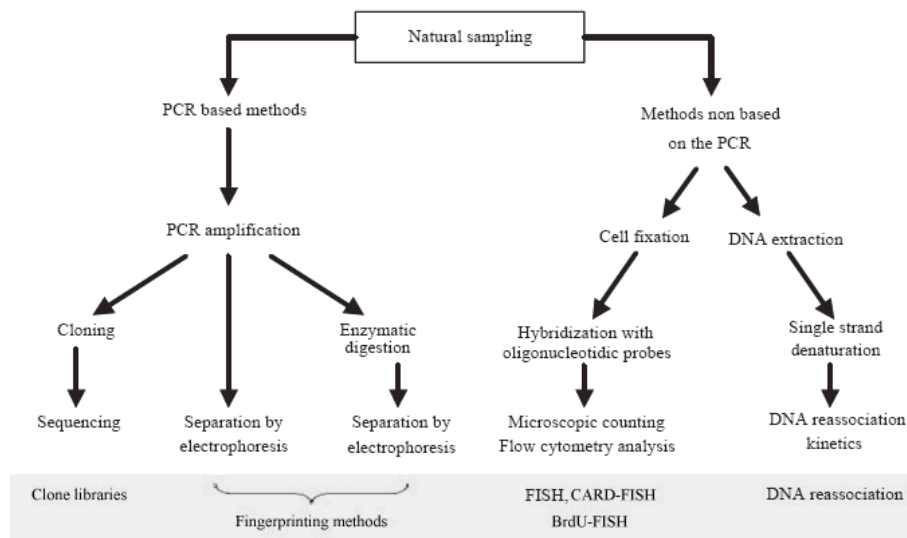 Natural sampling
PCR based methods
Methods non based
on the PCR
PCR amplification
Cell fixation
DNA extraction
Cloning
Enzymatic
digestion
Hybridization with
oligonucleotidic probes
Single strand
denaturation
Sequencing
Separation by
electrophoresis
Separation by
electrophoresis
Microscopic counting
Flow cytometry analysis
DNA reassociation
kinetics
Clone libraries
Fingerprinting methods
FISH, CARD-FISH
BrdU-FISH
DNA reassociation